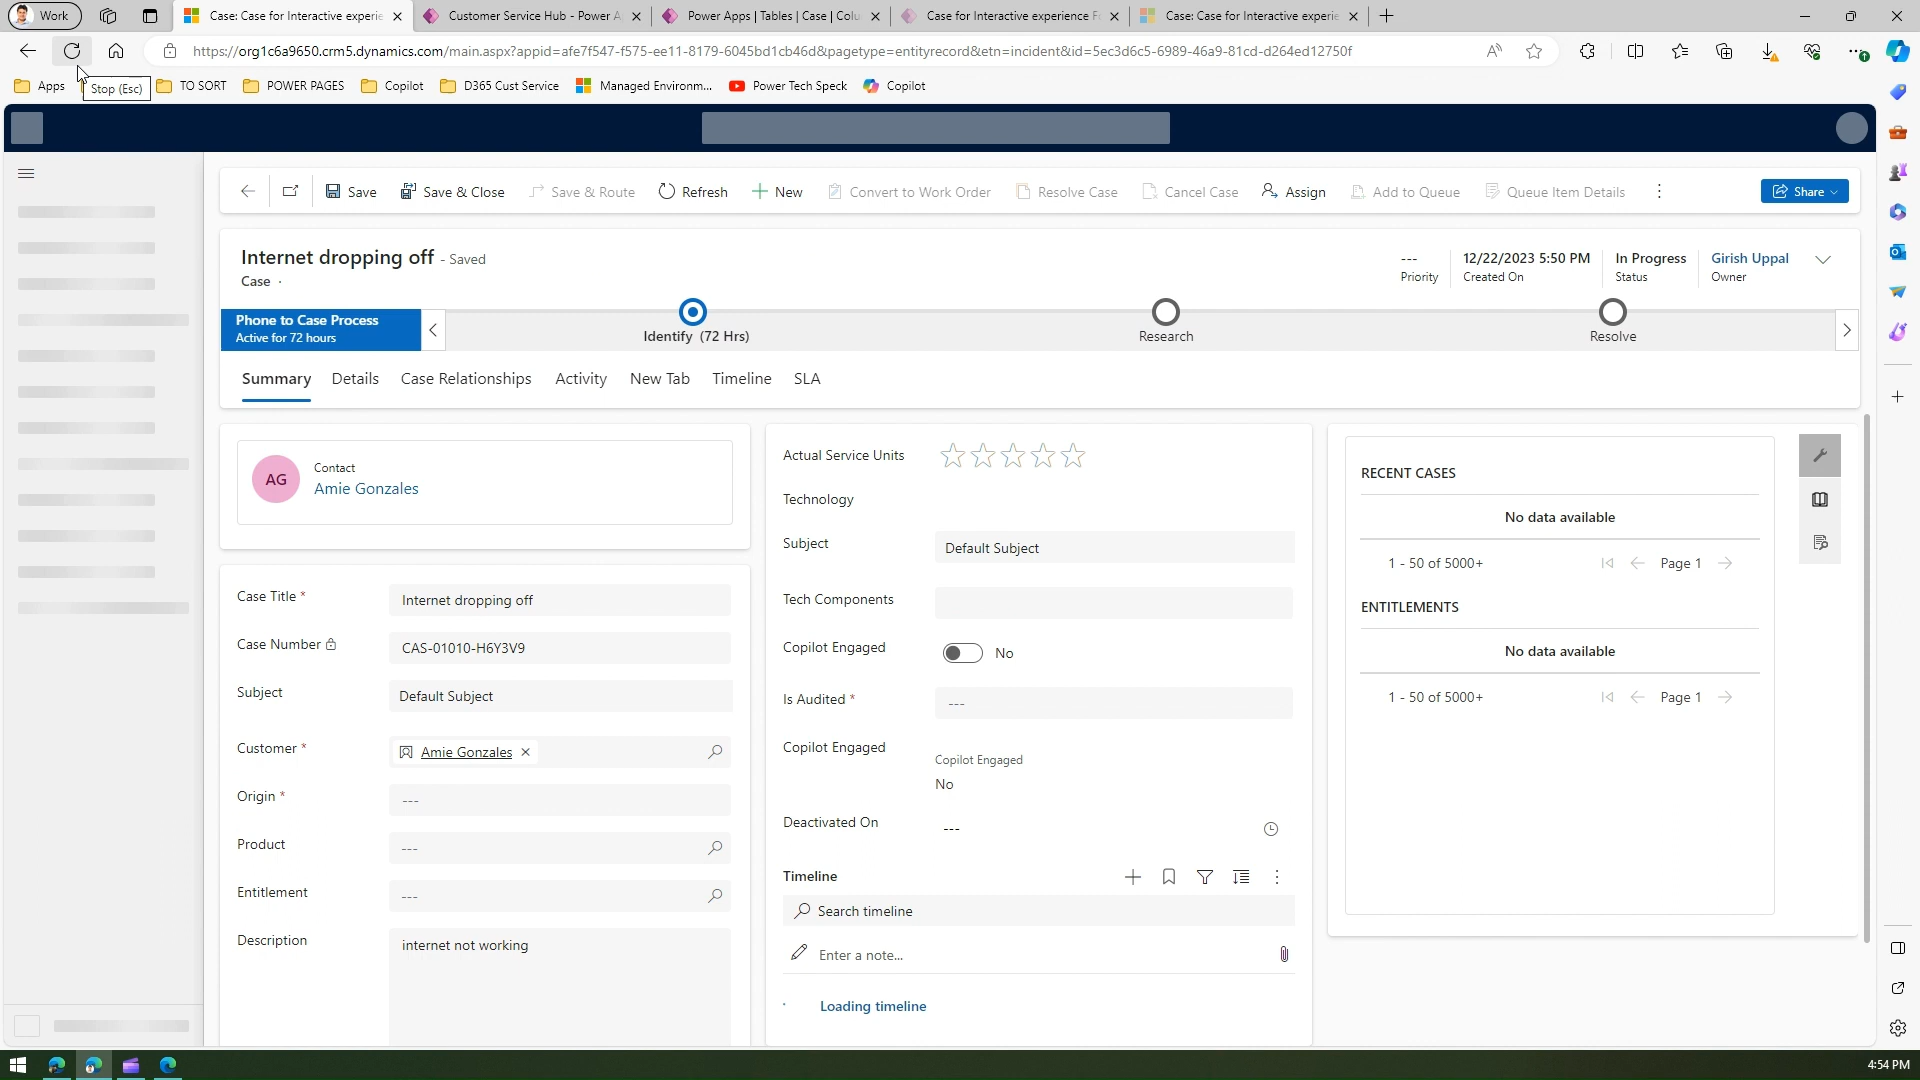 Work
Case: Case for Interactive experie
Customer Service Hub - Power A
Power Apps | Tables | Case | Colu
Case for Interactive experience Fo
Case: Case for Interactive experie
https://org1c6a9650.crm5.dynamics.com/main.aspx?appid=afe7f547-f575-ee11-8179-6045bd1cb46d&pagetype=entityrecord&etn=incident&id=5ec3d6c5-6989-46a9-81cd-d264ed12750f
Apps
Stop (Esc)
TO SORT
POWER PAGES
Copilot
D365 Cust Service
Managed Environm...
Power Tech Speck
Copilot
Save
Save & Close
Save & Route
Refresh
New
Convert to Work Order
Resolve Case
Cancel Case
Assign
Add to Queue
Queue Item Details
Share
Internet dropping off - Saved
Case ·
---
Priority
12/22/2023 5:50 PM
Created On
In Progress
Status
Girish Uppal
Owner
Phone to Case Process
Active for 72 hours
Identify (72 Hrs)
Research
Resolve
Summary
Details
Case Relationships
Activity
New Tab
Timeline
SLA
AG
Contact
Amie Gonzales
Case Title *
Internet dropping off
Case Number
CAS-01010-H6Y3V9
Subject
Default Subject
Customer *
Amie Gonzales
Origin *
---
Product
---
Entitlement
---
Description
internet not working
Actual Service Units
Technology
Subject
Default Subject
Tech Components
Copilot Engaged
No
Is Audited *
---
Copilot Engaged
Copilot Engaged
No
Deactivated On
---
Timeline
Search timeline
Enter a note...
Loading timeline
RECENT CASES
No data available
1 - 50 of 5000+
Page 1
ENTITLEMENTS
No data available
1 - 50 of 5000+
Page 1
4:54 PM